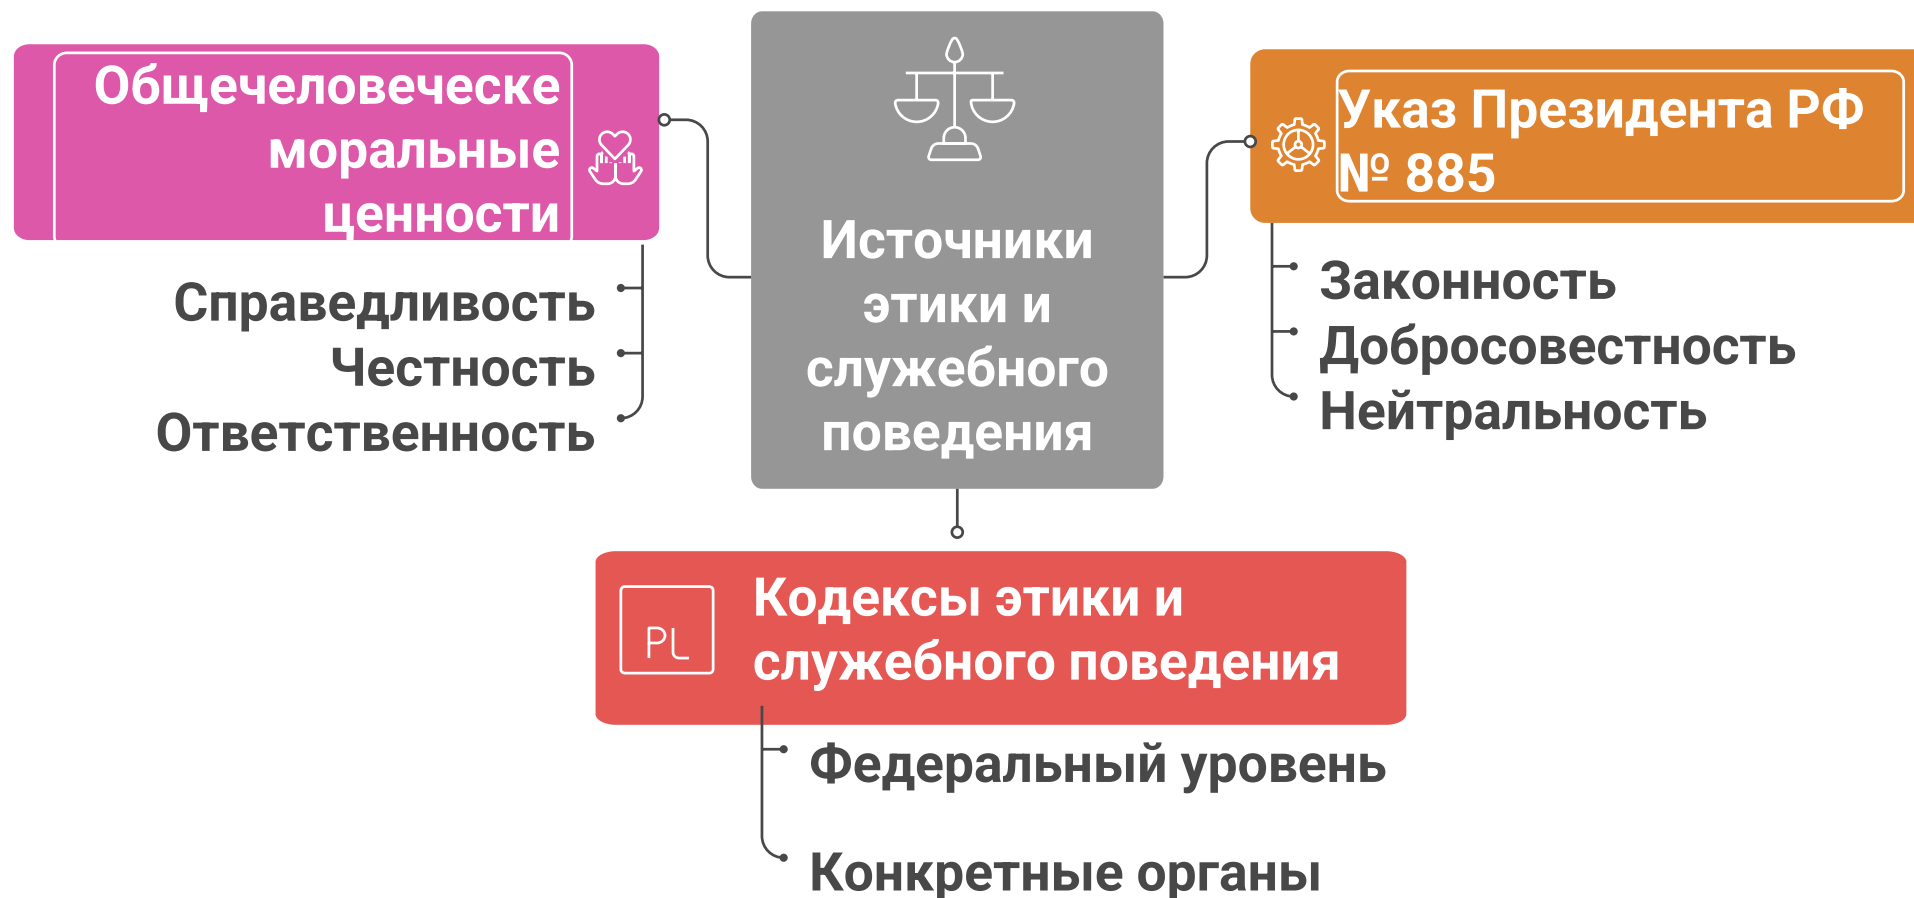 Общечеловеческе
моральные
ценности
Справедливость
Честность
Ответственность
Источники
этики и
служебного
поведения
Указ Президента РФ
№ 885
Законность
Добросовестность
Нейтральность
PL
Кодексы этики и
служебного поведения
Федеральный уровень
Конкретные органы